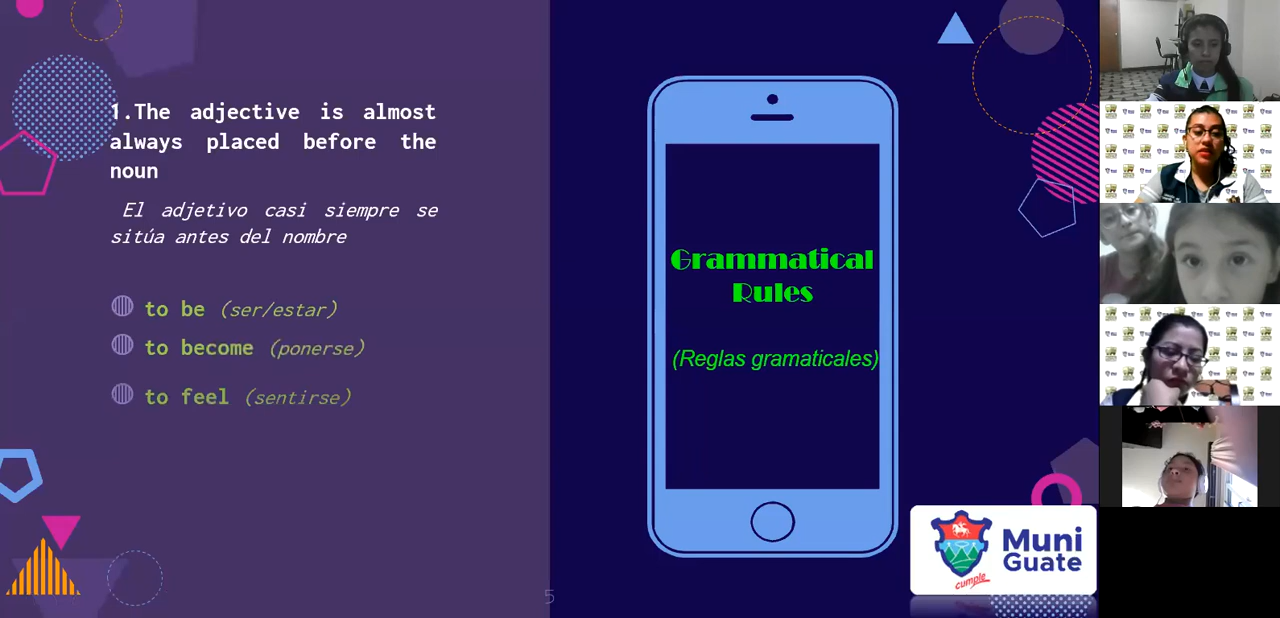 1.The adjective is almost
always placed before the
noun
El adjetivo casi siempre se
sitúa antes del nombre
to be (ser/estar)
to become (ponerse)
to feel (sentirse)
Grammatical
Rules
(Reglas gramaticales)
Muni
Guate
cumple
5